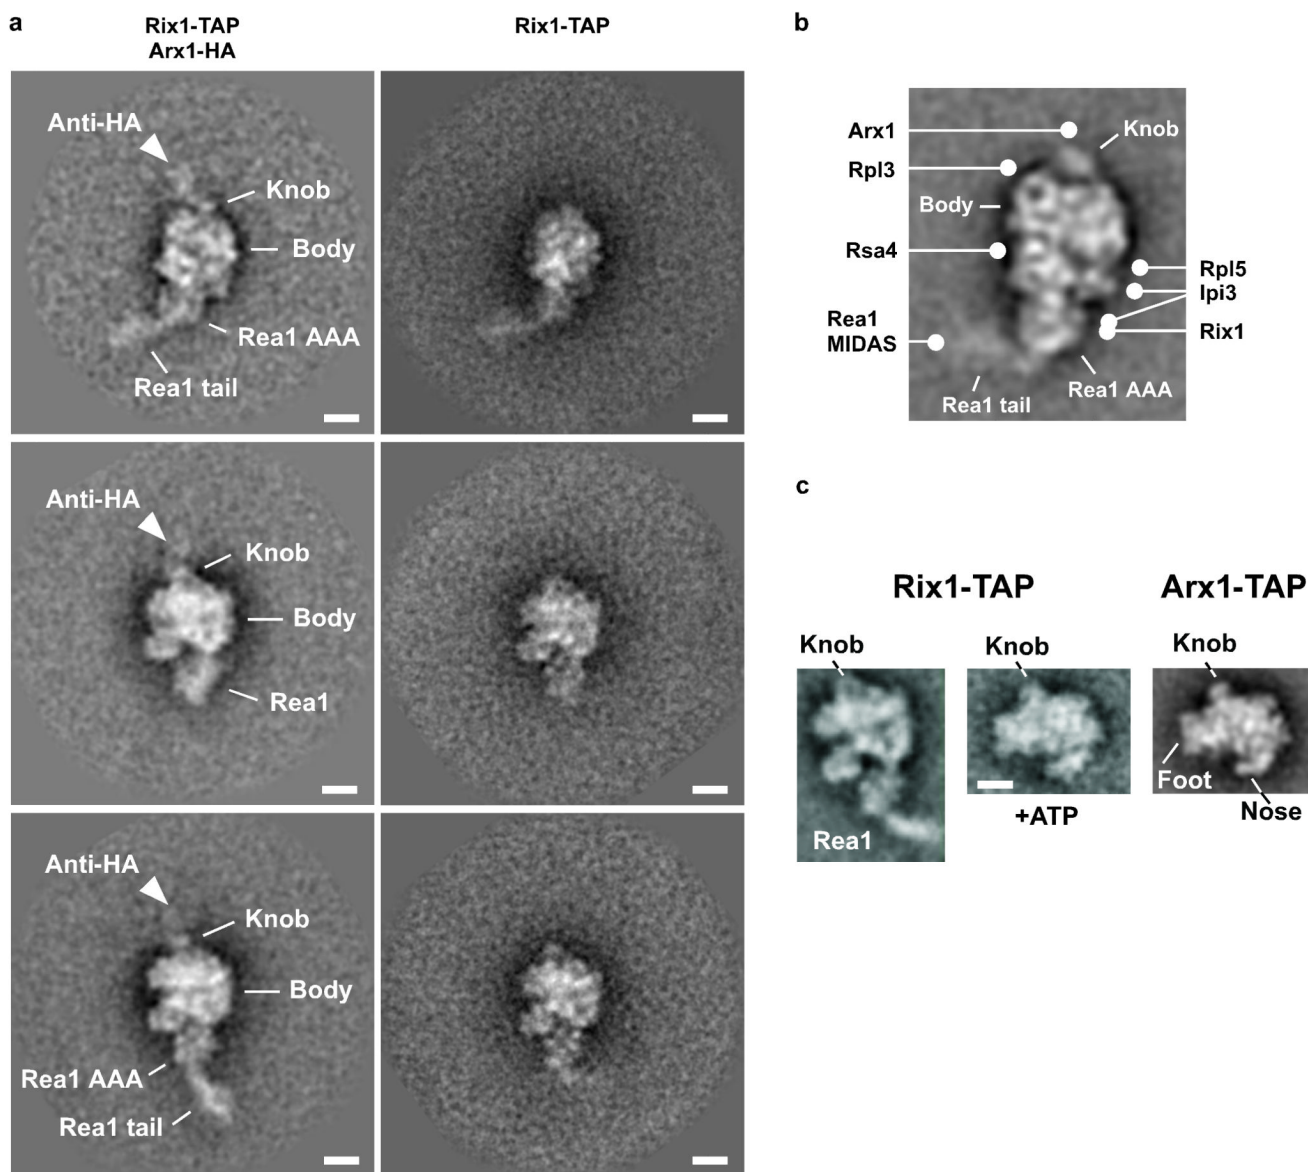 a
Rix1-TAP
Arx1-HA
Rix1-TAP
Anti-HA
Knob
Body
Rea1 AAA
Rea1 tail
Anti-HA
Knob
Body
Rea1
Anti-HA
Knob
Body
Rea1 AAA
Rea1 tail
b
Arx1
Knob
Rpl3
Body
Rsa4
Rpl5
Ipi3
Rea1
MIDAS
Rix1
Rea1 AAA
Rea1 tail
c
Rix1-TAP
Arx1-TAP
Knob
Knob
Knob
Foot
Rea1
+ATP
Nose